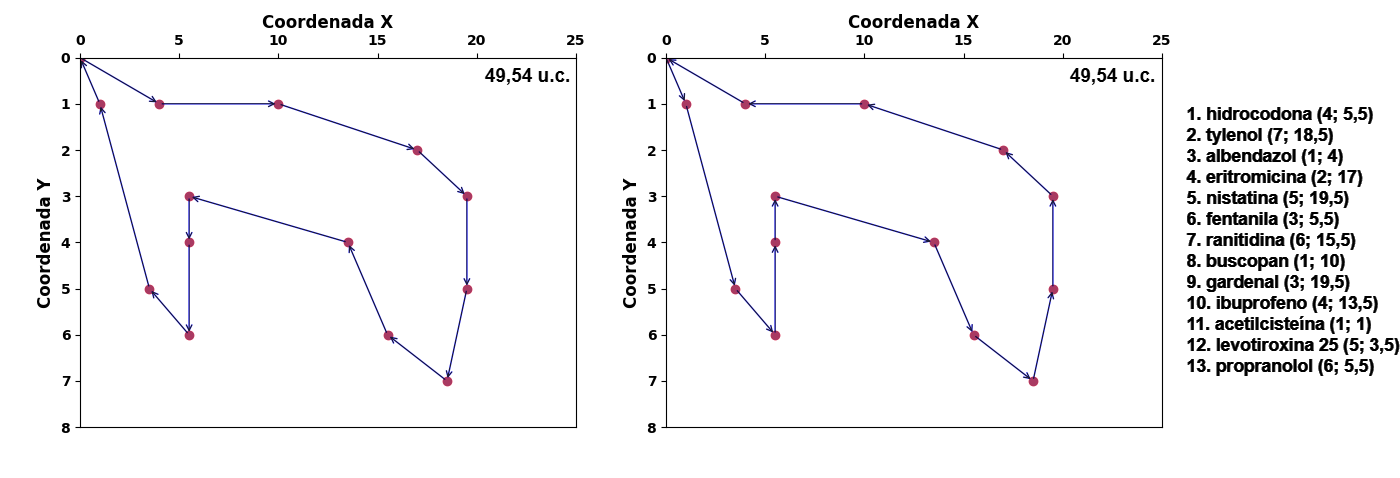 Coordenada X
0 5 10 15 20 25
Coordenada Y
0
1
2
3
4
5
6
7
8
49,54 u.c.
Coordenada X
0 5 10 15 20 25
Coordenada Y
0
1
2
3
4
5
6
7
8
49,54 u.c.
1. hidrocodona (4; 5,5)
2. tylenol (7; 18,5)
3. albendazol (1; 4)
4. eritromicina (2; 17)
5. nistatina (5; 19,5)
6. fentanila (3; 5,5)
7. ranitidina (6; 15,5)
8. buscopan (1; 10)
9. gardenal (3; 19,5)
10. ibuprofeno (4; 13,5)
11. acetilcisteína (1; 1)
12. levotiroxina 25 (5; 3,5)
13. propranolol (6; 5,5)